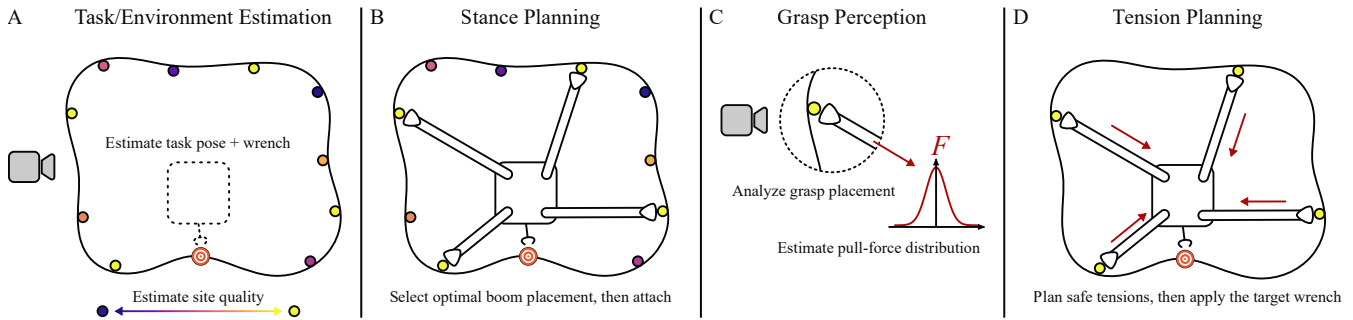 A Task/Environment Estimation
Estimate task pose + wrench
Estimate site quality
B Stance Planning
Select optimal boom placement, then attach
C Grasp Perception
F
Analyze grasp placement
Estimate pull-force distribution
D Tension Planning
Plan safe tensions, then apply the target wrench